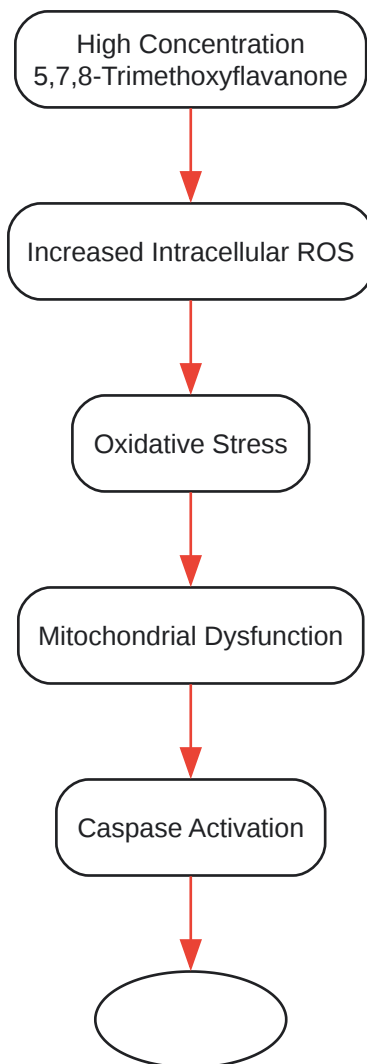 High Concentration
5,7,8-Trimethoxyflavanone
Increased Intracellular ROS
Oxidative Stress
Mitochondrial Dysfunction
Caspase Activation